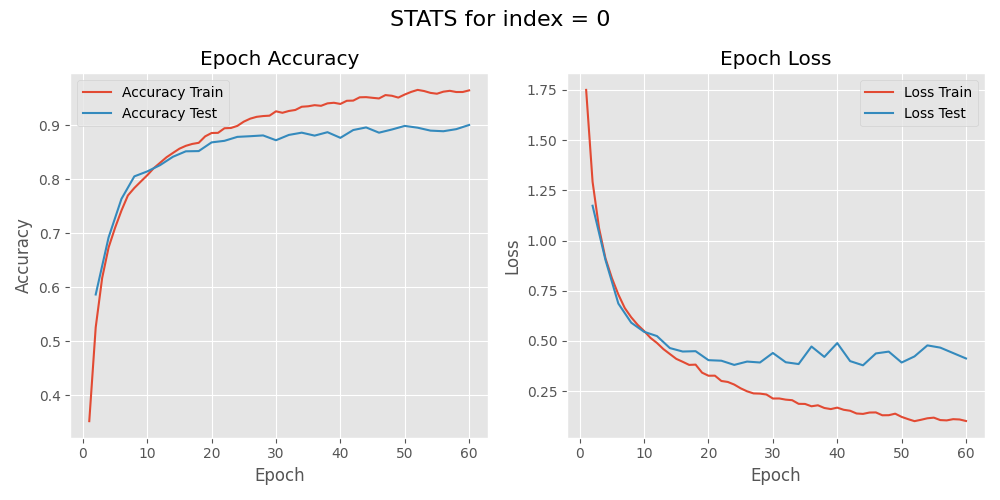 STATS for index = 0
Epoch Accuracy
Accuracy Train
Accuracy Test
0.9
0.8
0.7
0.6
0.5
0.4
Accuracy
0 10 20 30 40 50 60
Epoch
Epoch Loss
Loss Train
Loss Test
1.75
1.50
1.25
1.00
0.75
0.50
0.25
Loss
0 10 20 30 40 50 60
Epoch